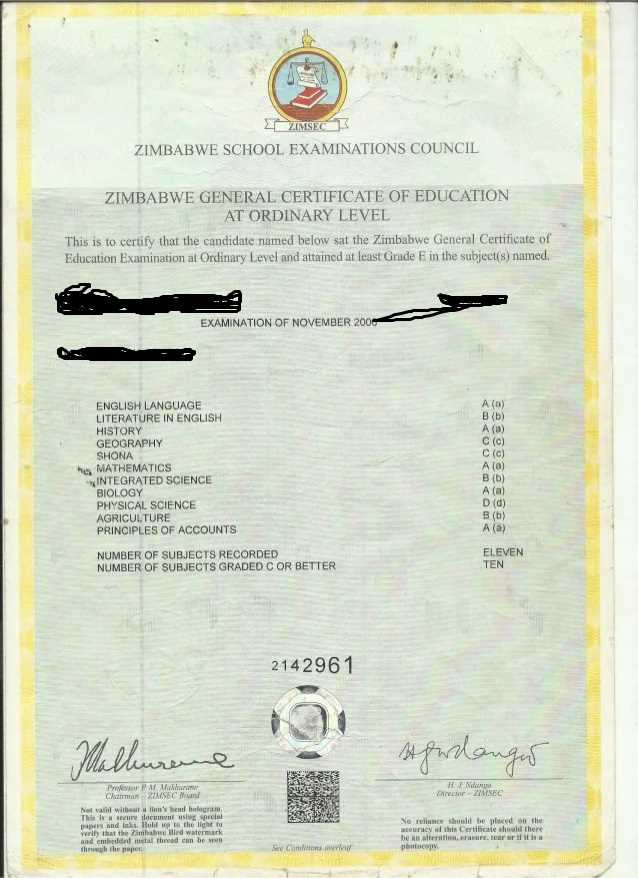 ZIMSEC
ZIMBABWE SCHOOL EXAMINATIONS COUNCIL
ZIMBABWE GENERAL CERTIFICATE OF EDUCATION
AT ORDINARY LEVEL
This is to certify that the candidate named below sat the Zimbabwe General Certificate of
Education Examination at Ordinary Level and attained at least Grade E in the subject(s) named.
EXAMINATION OF NOVEMBER
ENGLISH LANGUAGE A (a)
LITERATURE IN ENGLISH B (b)
HISTORY A (a)
GEOGRAPHY C (c)
SHONA C (c)
MATHEMATICS A (a)
INTEGRATED SCIENCE B (b)
BIOLOGY A (a)
PHYSICAL SCIENCE D (d)
AGRICULTURE B (b)
PRINCIPLES OF ACCOUNTS A (a)
NUMBER OF SUBJECTS RECORDED ELEVEN
NUMBER OF SUBJECTS GRADED C OR BETTER TEN
2142961
Professor P. M. Makhurane
Chairman – ZIMSEC Board
H. J. Ndanga
Director – ZIMSEC
Not valid without a lion's head hologram.
This is a secure document using special
papers and inks. Hold up to the light to
verify that the Zimbabwe Bird watermark
and embedded metal thread can be seen
through the paper.
See Conditions overleaf
No reliance should be placed on the
accuracy of this Certificate should there
be an alteration, erasure, tear or if it is a
photocopy.